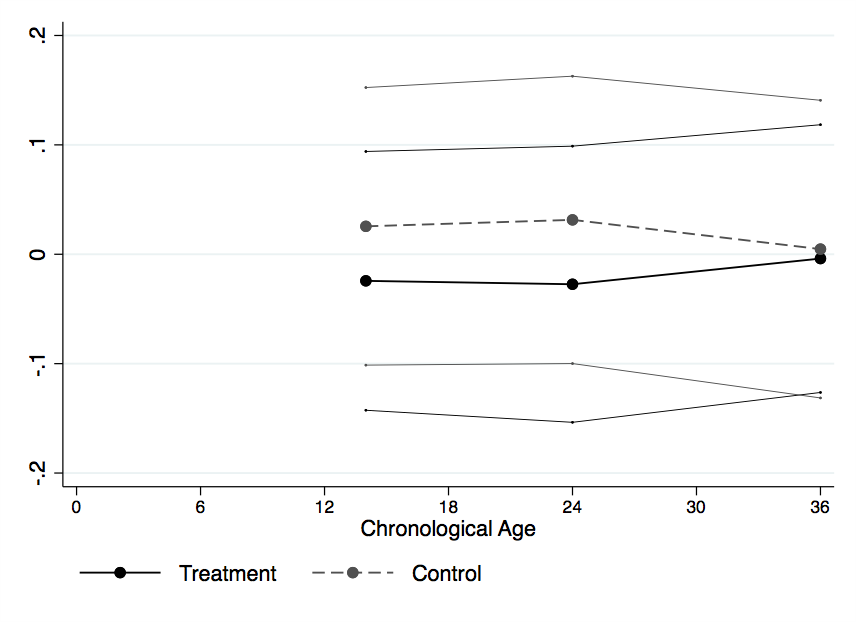 .2
.1
0
-.1
-.2
0 6 12 18 24 30 36
Chronological Age
Treatment Control